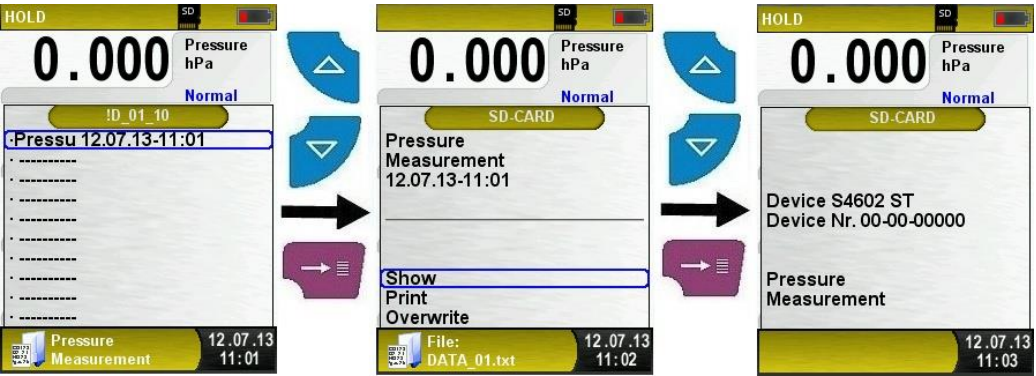 HOLD
SD
0.000
Pressure
hPa
Normal
!D_01_10
·Pressu 12.07.13-11:01
· -----------
· -----------
· -----------
· -----------
· -----------
· -----------
· -----------
· -----------
· -----------
Pressure
Measurement
12.07.13
11:01
SD
0.000
Pressure
hPa
Normal
SD-CARD
Pressure
Measurement
12.07.13-11:01
Show
Print
Overwrite
File:
DATA_01.txt
12.07.13
11:02
HOLD
SD
0.000
Pressure
hPa
Normal
SD-CARD
Device S4602 ST
Device Nr. 00-00-00000
Pressure
Measurement
12.07.13
11:03